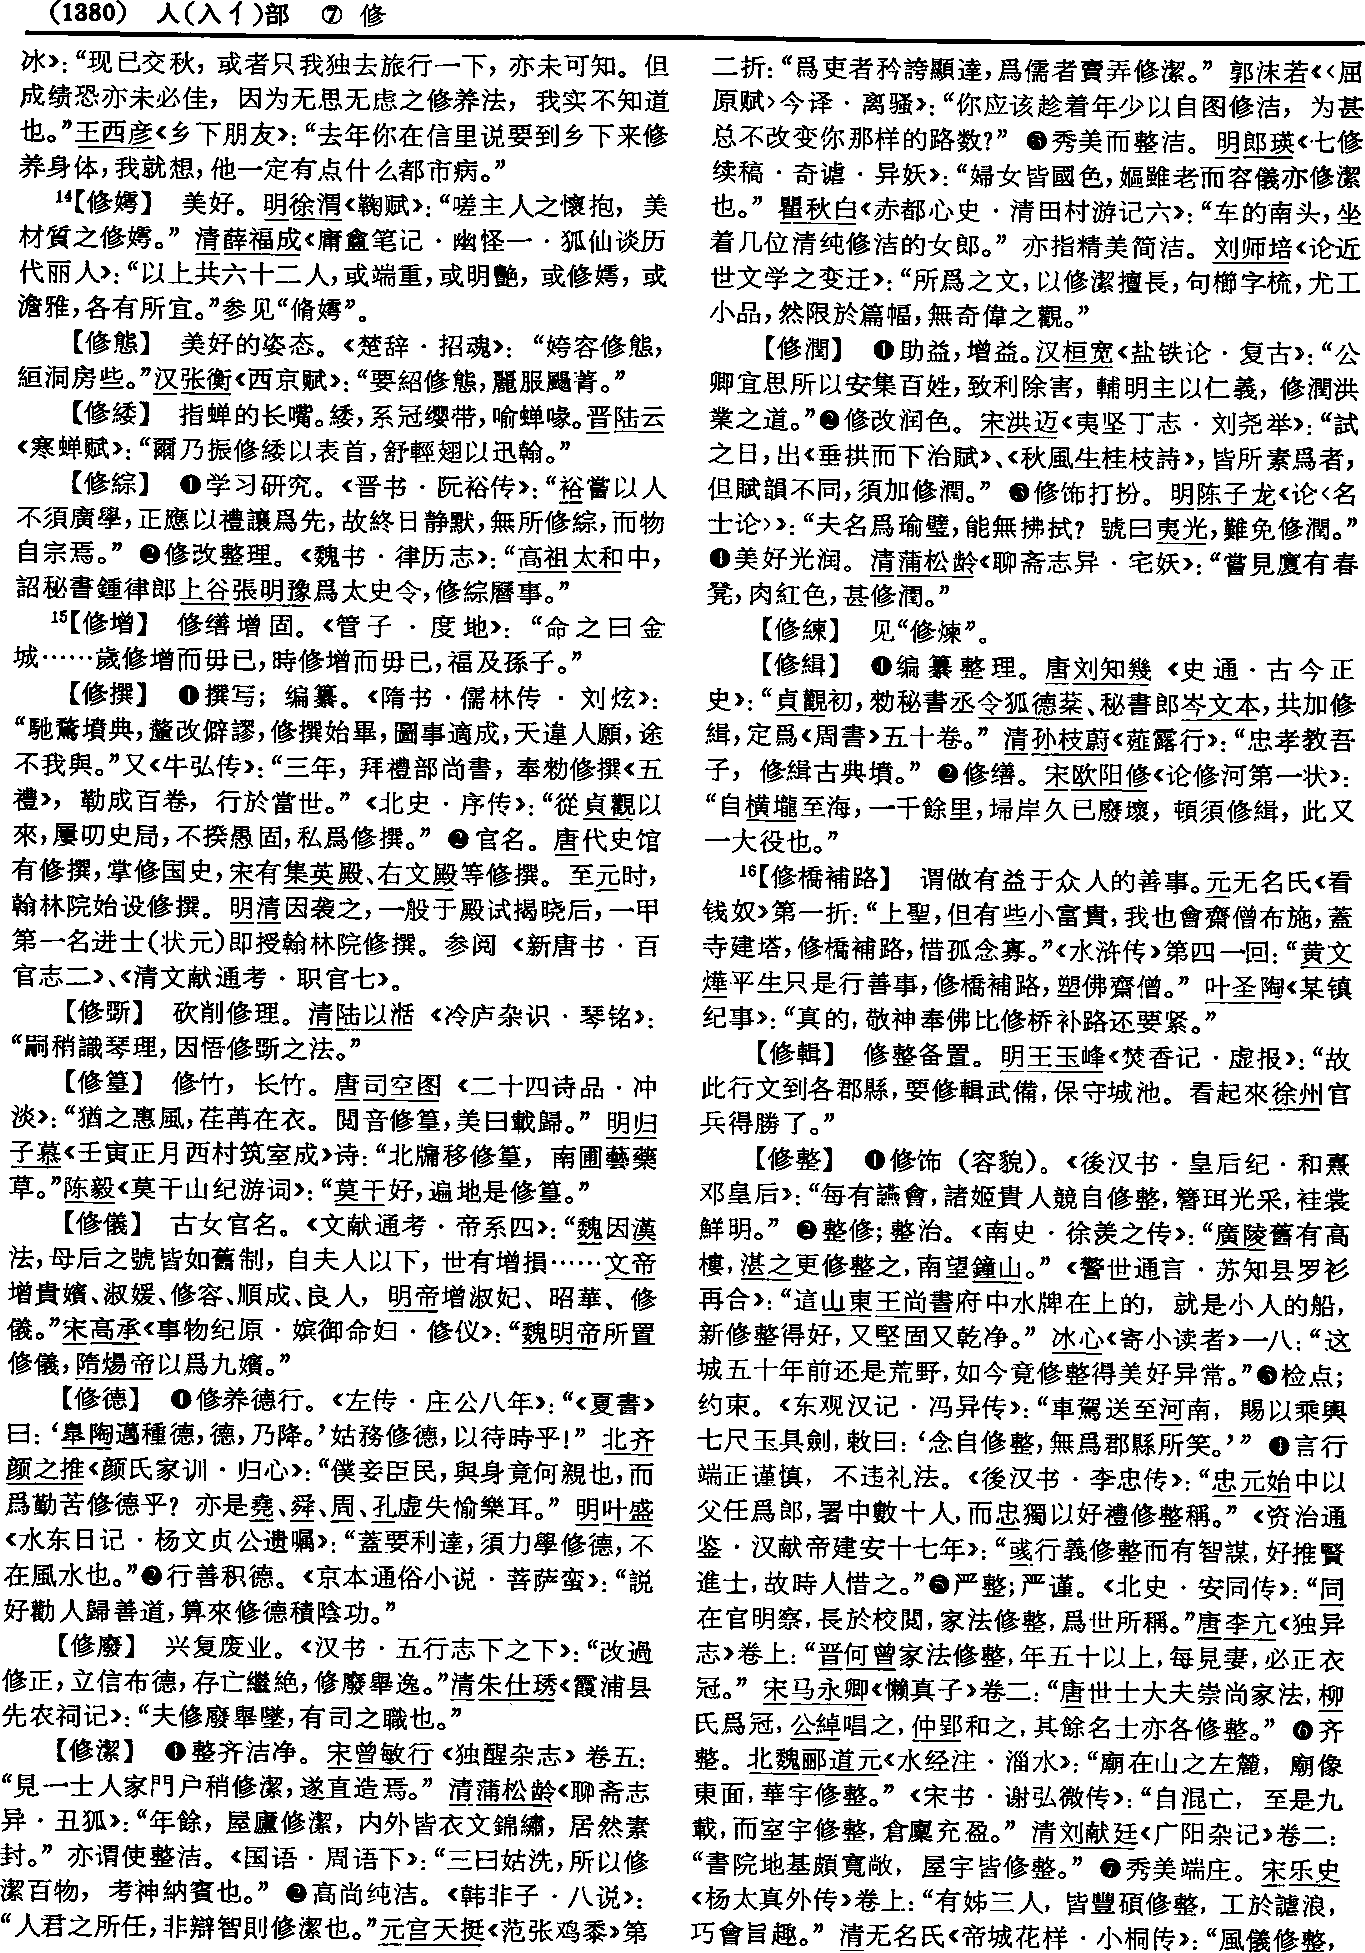 (1380) 人(入亻)部 ⑦ 修
冰》：“现已交秋，或者只我独去旅行一下，亦未可知。但
成绩恐亦未必佳，因为无思无虑之修养法，我实不知道
也。”王西彦《乡下朋友》：“去年你在信里说要到乡下来修
养身体，我就想，他一定有点什么都市病。”
14【修嫮】 美好。明徐渭《鞠赋》：“嗟主人之懷抱，美
材質之修嫮。” 清薛福成《庸盦笔记·幽怪一·狐仙谈历
代丽人》：“以上共六十二人，或端重，或明艷，或修嫮，或
澹雅，各有所宜。”参见“脩嫮”。
【修態】 美好的姿态。《楚辞·招魂》：“姱容修態，
絙洞房些。”汉张衡《西京赋》：“要紹修態，麗服颺菁。”
【修緌】 指蝉的长嘴。緌，系冠缨带，喻蝉喙。晋陆云
《寒蝉赋》：“爾乃振修緌以表首，舒輕翅以迅翰。”
【修綜】 ❶学习研究。《晋书·阮裕传》：“裕嘗以人
不須廣學，正應以禮讓爲先，故終日静默，無所修綜，而物
自宗焉。” ❷修改整理。《魏书·律历志》：“高祖太和中，
詔秘書鍾律郎上谷張明豫爲太史令，修綜曆事。”
15【修增】 修缮增固。《管子·度地》：“命之曰金
城……歲修增而毋已，時修增而毋已，福及孫子。”
【修撰】 ❶撰写；编纂。《隋书·儒林传·刘炫》：
“馳騖墳典，釐改僻謬，修撰始畢，圖事適成，天違人願，途
不我與。”又《牛弘传》：“三年，拜禮部尚書，奉勑修撰《五
禮》，勒成百卷，行於當世。” 《北史·序传》：“從貞觀以
來，屢叨史局，不揆愚固，私爲修撰。” ❷官名。唐代史馆
有修撰，掌修国史，宋有集英殿、右文殿等修撰。至元时，
翰林院始设修撰。明清因袭之，一般于殿试揭晓后，一甲
第一名进士(状元)即授翰林院修撰。参阅《新唐书·百
官志二》、《清文献通考·职官七》。
【修斲】 砍削修理。清陆以湉《冷庐杂识·琴铭》：
“嗣稍識琴理，因悟修斲之法。”
【修篁】 修竹，长竹。唐司空图《二十四诗品·冲
淡》：“猶之惠風，荏苒在衣。閲音修篁，美曰載歸。” 明归
子慕《壬寅正月西村筑室成》诗：“北牖移修篁，南圃藝藥
草。”陈毅《莫干山纪游词》：“莫干好，遍地是修篁。”
【修儀】 古女官名。《文献通考·帝系四》：“魏因漢
法，母后之號皆如舊制，自夫人以下，世有增損……文帝
增貴嬪、淑媛、修容、順成、良人，明帝增淑妃、昭華、修
儀。”宋高承《事物纪原·嫔御命妇·修仪》：“魏明帝所置
修儀，隋煬帝以爲九嬪。”
【修德】 ❶修养德行。《左传·庄公八年》：“《夏書》
曰：‘皋陶邁種德，德，乃降。’姑務修德，以待時乎！” 北齐
颜之推《颜氏家训·归心》：“僕妾臣民，與身竟何親也，而
爲勤苦修德乎？亦是堯、舜、周、孔虚失愉樂耳。” 明叶盛
《水东日记·杨文贞公遗嘱》：“蓋要利達，須力學修德，不
在風水也。”❷行善积德。《京本通俗小说·菩萨蛮》：“説
好勸人歸善道，算來修德積陰功。”
【修廢】 兴复废业。《汉书·五行志下之下》：“改過
修正，立信布德，存亡繼絶，修廢舉逸。”清朱仕琇《霞浦县
先农祠记》：“夫修廢舉墜，有司之職也。”
【修潔】 ❶整齐洁净。宋曾敏行《独醒杂志》卷五：
“見一士人家門户稍修潔，遂直造焉。” 清蒲松龄《聊斋志
异·丑狐》：“年餘，屋廬修潔，内外皆衣文錦繡，居然素
封。” 亦谓使整洁。《国语·周语下》：“三曰姑洗，所以修
潔百物，考神納賓也。” ❷高尚纯洁。《韩非子·八说》：
“人君之所任，非辯智則修潔也。”元宫天挺《范张鸡黍》第
二折：“爲吏者矜誇顯達，爲儒者賣弄修潔。” 郭沫若《〈屈
原赋〉今译·离骚》：“你应该趁着年少以自图修洁，为甚
总不改变你那样的路数？” ❸秀美而整洁。明郎瑛《七修
续稿·奇谑·异妖》：“婦女皆國色，嫗雖老而容儀亦修潔
也。” 瞿秋白《赤都心史·清田村游记六》：“车的南头，坐
着几位清纯修洁的女郎。” 亦指精美简洁。刘师培《论近
世文学之变迁》：“所爲之文，以修潔擅長，句櫛字梳，尤工
小品，然限於篇幅，無奇偉之觀。”
【修潤】 ❶助益，增益。汉桓宽《盐铁论·复古》：“公
卿宜思所以安集百姓，致利除害，輔明主以仁義，修潤洪
業之道。”❷修改润色。宋洪迈《夷坚丁志·刘尧举》：“試
之日，出《垂拱而下治賦》、《秋風生桂枝詩》，皆所素爲者，
但賦韻不同，須加修潤。” ❸修饰打扮。明陈子龙《论〈名
士论〉》：“夫名爲瑜璧，能無拂拭？號曰夷光，難免修潤。”
❹美好光润。清蒲松龄《聊斋志异·宅妖》：“嘗見廈有春
凳，肉紅色，甚修潤。”
【修練】 见“修煉”。
【修緝】 ❶编纂整理。唐刘知幾《史通·古今正
史》：“貞觀初，勑秘書丞令狐德棻、秘書郎岑文本，共加修
緝，定爲《周書》五十卷。” 清孙枝蔚《薤露行》：“忠孝教吾
子，修緝古典墳。” ❷修缮。宋欧阳修《论修河第一状》：
“自横壠至海，一千餘里，埽岸久已廢壞，頓須修緝，此又
一大役也。”
16【修橋補路】 谓做有益于众人的善事。元无名氏《看
钱奴》第一折：“上聖，但有些小富貴，我也會齋僧布施，蓋
寺建塔，修橋補路，惜孤念寡。”《水浒传》第四一回：“黄文
燁平生只是行善事，修橋補路，塑佛齋僧。” 叶圣陶《某镇
纪事》：“真的，敬神奉佛比修桥补路还要紧。”
【修輯】 修整备置。明王玉峰《焚香记·虚报》：“故
此行文到各郡縣，要修輯武備，保守城池。看起來徐州官
兵得勝了。”
【修整】 ❶修饰（容貌）。《後汉书·皇后纪·和熹
邓皇后》：“每有讌會，諸姬貴人競自修整，簪珥光采，袿裳
鮮明。” ❷整修；整治。《南史·徐羡之传》：“廣陵舊有高
樓，湛之更修整之，南望鐘山。” 《警世通言·苏知县罗衫
再合》：“這山東王尚書府中水牌在上的，就是小人的船，
新修整得好，又堅固又乾净。” 冰心《寄小读者》一八：“这
城五十年前还是荒野，如今竟修整得美好异常。”❸检点；
约束。《东观汉记·冯异传》：“車駕送至河南，賜以乘輿
七尺玉具劍，敕曰：‘念自修整，無爲郡縣所笑。’” ❹言行
端正谨慎，不违礼法。《後汉书·李忠传》：“忠元始中以
父任爲郎，署中數十人，而忠獨以好禮修整稱。” 《资治通
鉴·汉献帝建安十七年》：“彧行義修整而有智謀，好推賢
進士，故時人惜之。”❺严整；严谨。《北史·安同传》：“同
在官明察，長於校閲，家法修整，爲世所稱。”唐李亢《独异
志》卷上：“晋何曾家法修整，年五十以上，每見妻，必正衣
冠。” 宋马永卿《懒真子》卷二：“唐世士大夫崇尚家法，柳
氏爲冠，公綽唱之，仲郢和之，其餘名士亦各修整。” ❻齐
整。北魏郦道元《水经注·淄水》：“廟在山之左麓，廟像
東面，華宇修整。” 《宋书·谢弘微传》：“自混亡，至是九
載，而室宇修整，倉廩充盈。” 清刘献廷《广阳杂记》卷二：
“書院地基頗寬敞，屋宇皆修整。” ❼秀美端庄。宋乐史
《杨太真外传》卷上：“有姊三人，皆豐碩修整，工於謔浪，
巧會旨趣。” 清无名氏《帝城花样·小桐传》：“風儀修整，